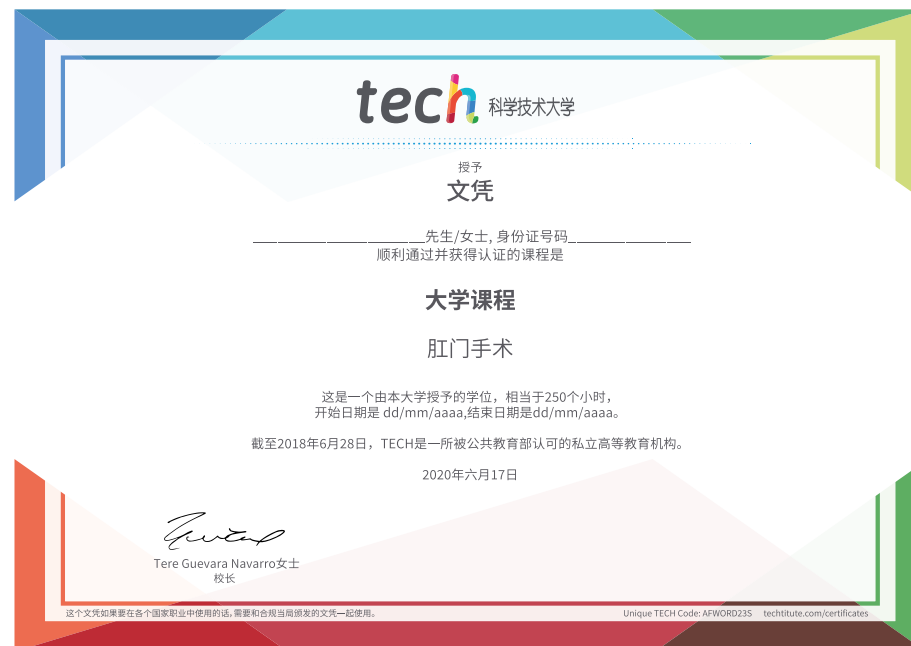 tech 科学技术大学
授予
文凭
________________________先生/女士, 身份证号码_________________
顺利通过并获得认证的课程是
大学课程
肛门手术
这是一个由本大学授予的学位，相当于250个小时，
开始日期是 dd/mm/aaaa,结束日期是dd/mm/aaaa。
截至2018年6月28日，TECH是一所被公共教育部认可的私立高等教育机构。
2020年六月17日
Tere Guevara Navarro女士
校长
这个文凭如果要在各个国家职业中使用的话,需要和合规当局颁发的文凭一起使用。
Unique TECH Code: AFWORD23S techtitute.com/certificates